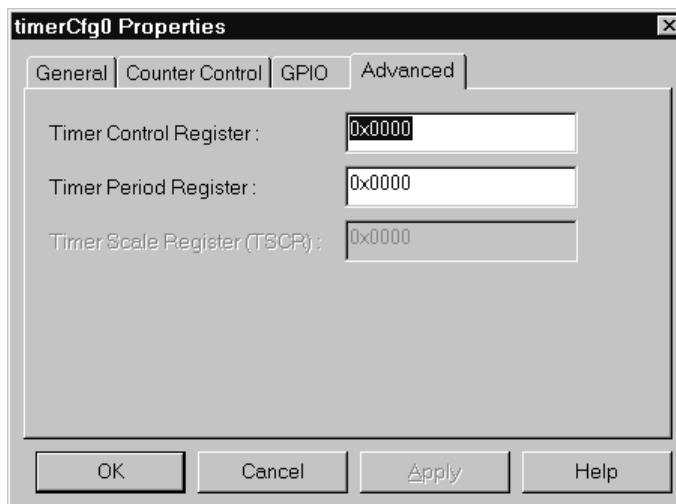 timerCfg0 Properties
General Counter Control GPIO Advanced
Timer Control Register : 0x0000
Timer Period Register : 0x0000
Timer Scale Register (TSCR) : 0x0000
OK Cancel Apply Help